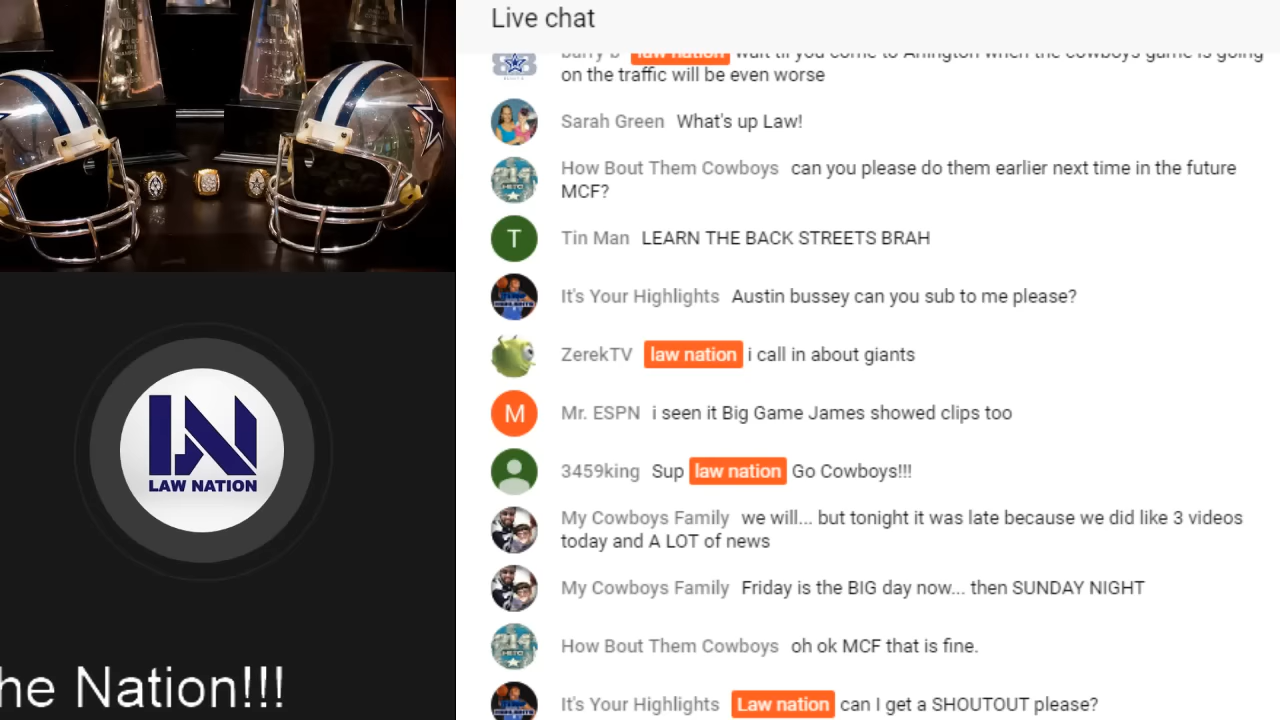 Live chat
law nation wait til you come to Arlington when the cowboys game is going
on the traffic will be even worse
Sarah Green What's up Law!
How Bout Them Cowboys can you please do them earlier next time in the future
MCF?
T
Tin Man LEARN THE BACK STREETS BRAH
It's Your Highlights Austin bussey can you sub to me please?
ZerekTV law nation i call in about giants
M
Mr. ESPN i seen it Big Game James showed clips too
3459king Sup law nation Go Cowboys!!!
My Cowboys Family we will... but tonight it was late because we did like 3 videos
today and A LOT of news
My Cowboys Family Friday is the BIG day now... then SUNDAY NIGHT
How Bout Them Cowboys oh ok MCF that is fine.
It's Your Highlights Law nation can I get a SHOUTOUT please?
LN
LAW NATION
he Nation!!!